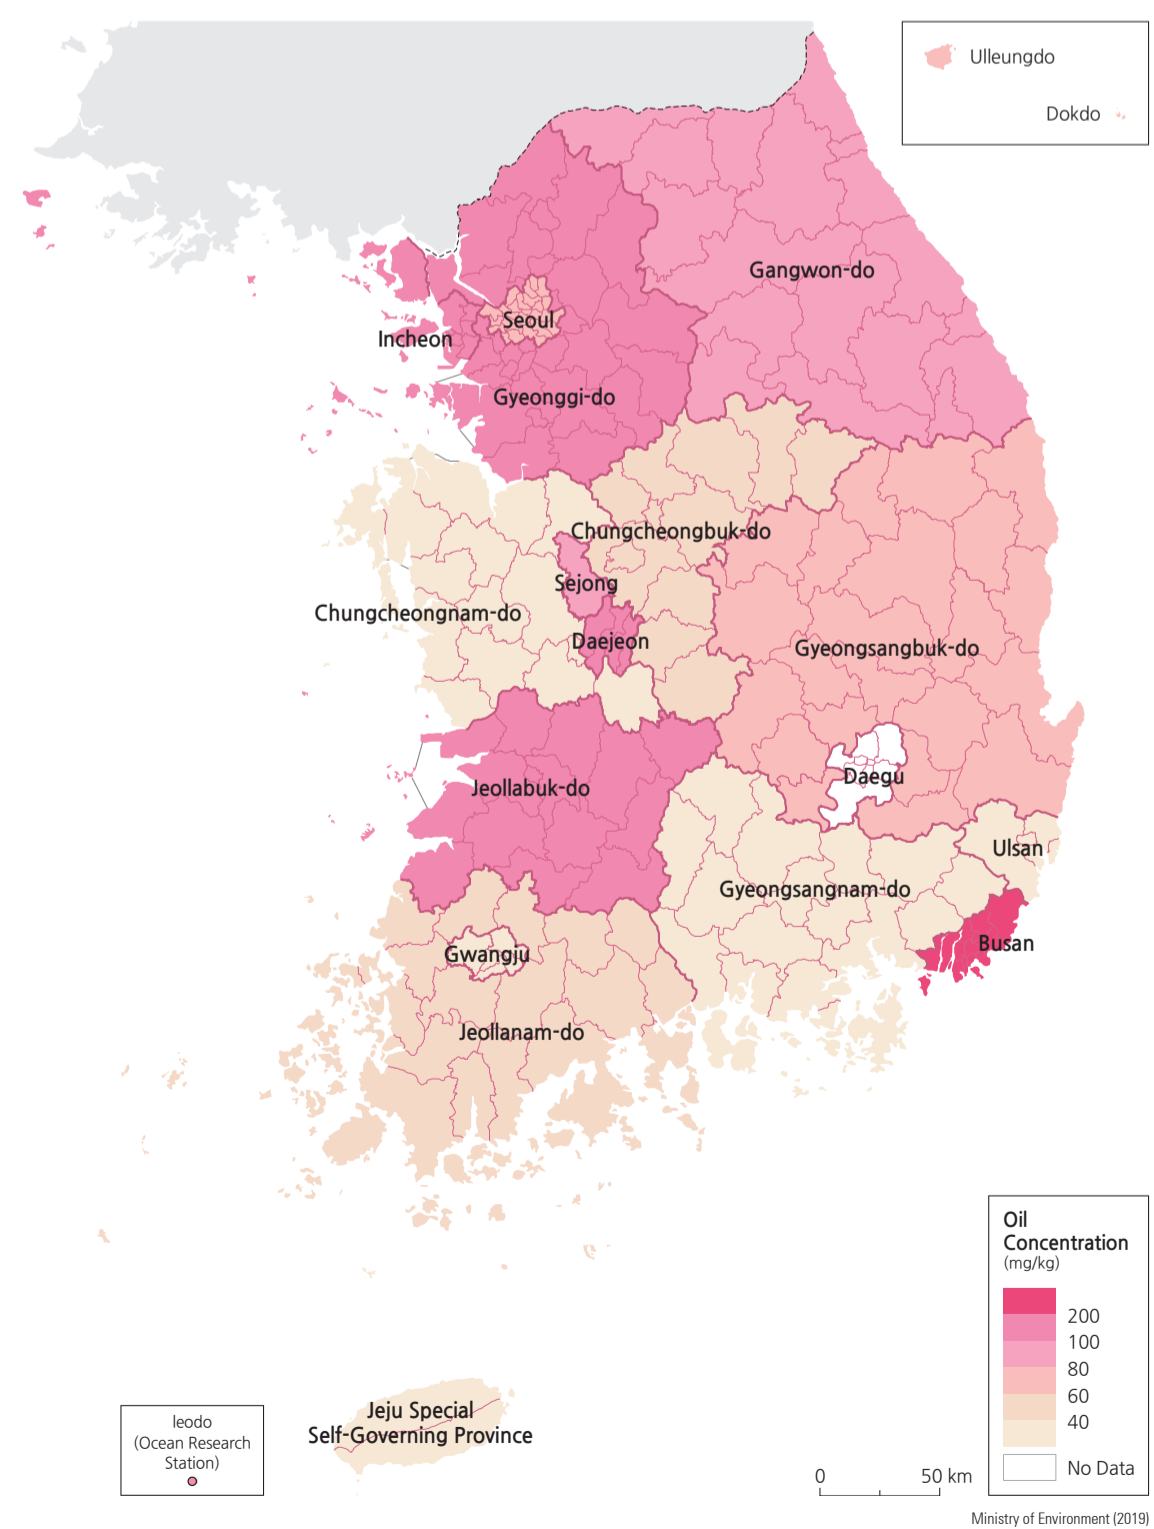 Ulleungdo
Dokdo
Gangwon-do
Seoul
Incheon
Gyeonggi-do
Chungcheongbuk-do
Sejong
Chungcheongnam-do
Daejeon
Gyeongsangbuk-do
Daegu
Jeollabuk-do
Ulsan
Gyeongsangnam-do
Busan
Gwangju
Jeollanam-do
Oil
Concentration
(mg/kg)
200
100
80
60
40
No Data
Jeju Special
Self-Governing Province
Ieodo
(Ocean Research
Station)
0 50 km
Ministry of Environment (2019)